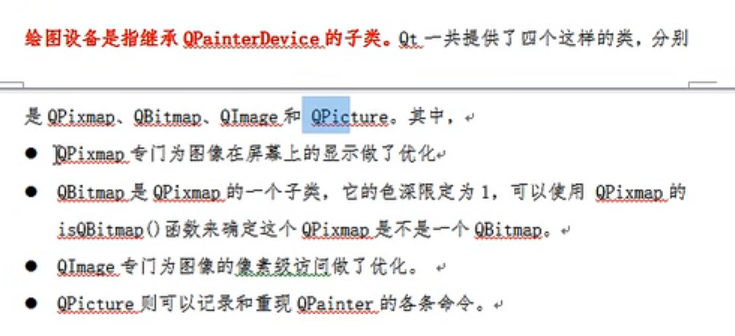 绘图设备是指继承 QPainterDevice 的子类。Qt 一共提供了四个这样的类，分别
是 QPixmap、QBitmap、QImage 和 QPicture。其中，
● QPixmap 专门为图像在屏幕上的显示做了优化
● QBitmap 是 QPixmap 的一个子类，它的色深限定为 1，可以使用 QPixmap 的
isQBitmap()函数来确定这个 QPixmap 是不是一个 QBitmap。
● QImage 专门为图像的像素级访问做了优化。
● QPicture 则可以记录和重现 QPainter 的各条命令。